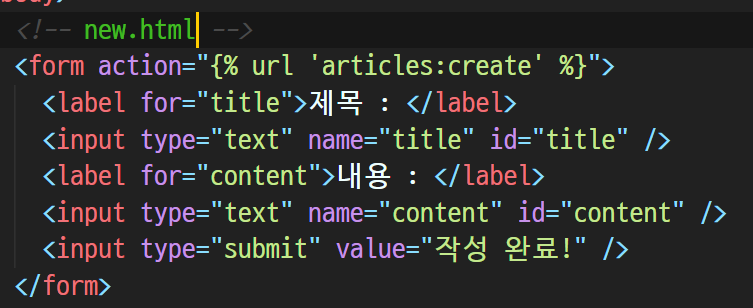 body>
<!-- new.html -->
<form action="{% url 'articles:create' %}">
<label for="title">제목 : </label>
<input type="text" name="title" id="title" />
<label for="content">내용 : </label>
<input type="text" name="content" id="content" />
<input type="submit" value="작성 완료!" />
</form>